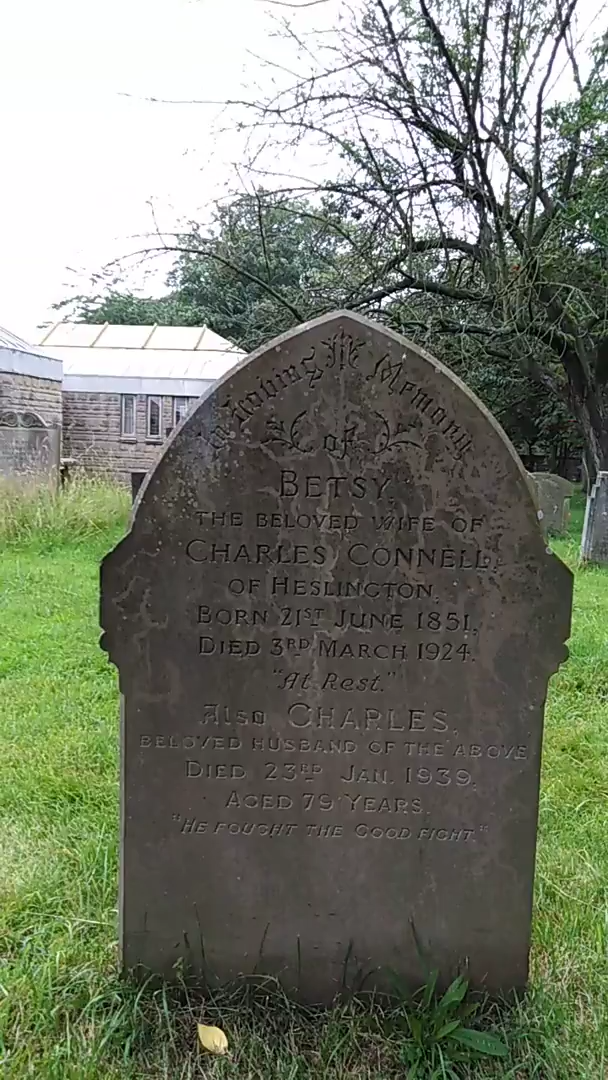 In Loving Memory
of
BETSY,
THE BELOVED WIFE OF
CHARLES CONNELL,
OF HESLINGTON,
BORN 21ST JUNE 1851,
DIED 3RD MARCH 1924.
"At Rest."
Also CHARLES,
BELOVED HUSBAND OF THE ABOVE
DIED 23RD JAN. 1939,
AGED 79 YEARS.
"HE FOUGHT THE GOOD FIGHT."